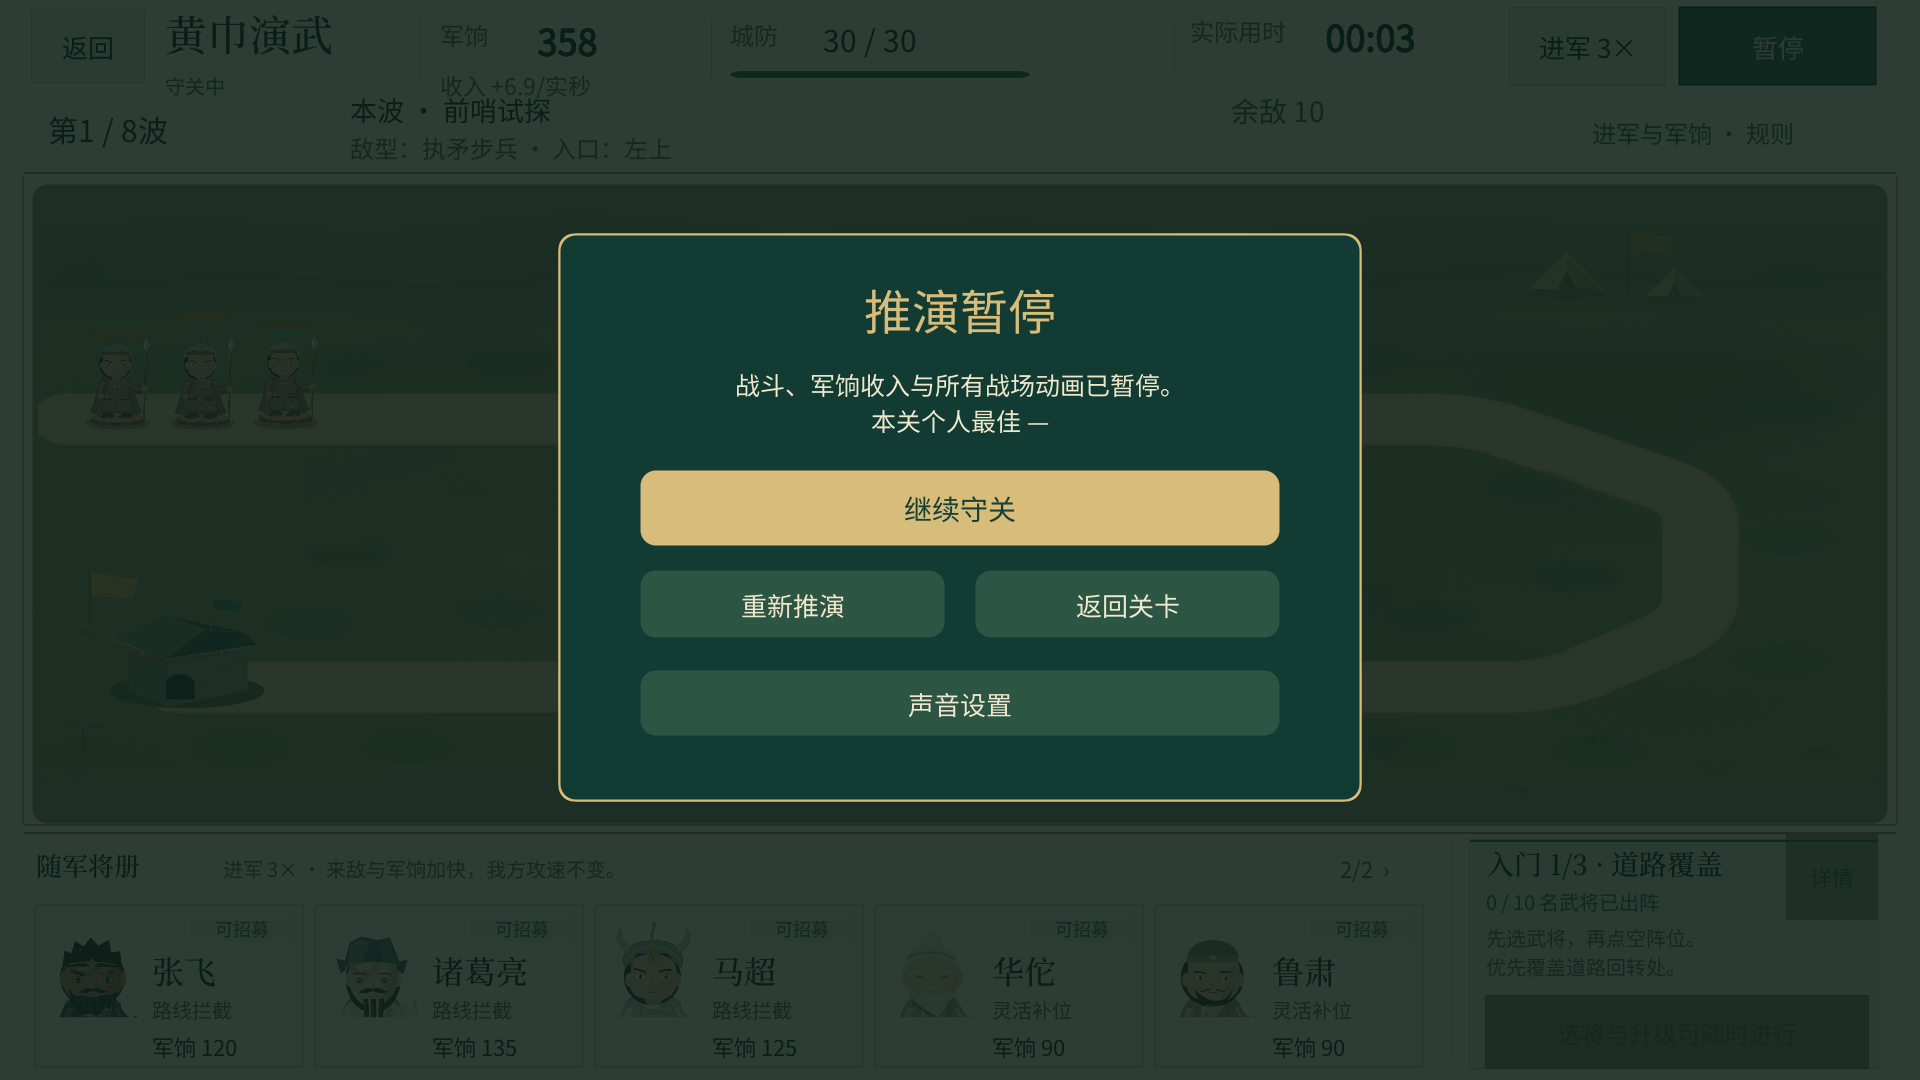 返回
黄巾演武
守关中
军饷 358
收入 +6.9/实秒
城防 30 / 30
实际用时 00:03
进军 3×
暂停
第1 / 8波
本波 · 前哨试探
敌型：执矛步兵 · 入口：左上
余敌 10
进军与军饷 · 规则
推演暂停
战斗、军饷收入与所有战场动画已暂停。
本关个人最佳 —
继续守关
重新推演
返回关卡
声音设置
随军将册
进军 3× · 来敌与军饷加快，我方攻速不变。
2/2 ›
可招募
张飞
路线拦截
军饷 120
可招募
诸葛亮
路线拦截
军饷 135
可招募
马超
路线拦截
军饷 125
可招募
华佗
灵活补位
军饷 90
可招募
鲁肃
灵活补位
军饷 90
入门 1/3 · 道路覆盖
详情
0 / 10 名武将已出阵
先选武将，再点空阵位。
优先覆盖道路回转处。
选将与升级可随时进行